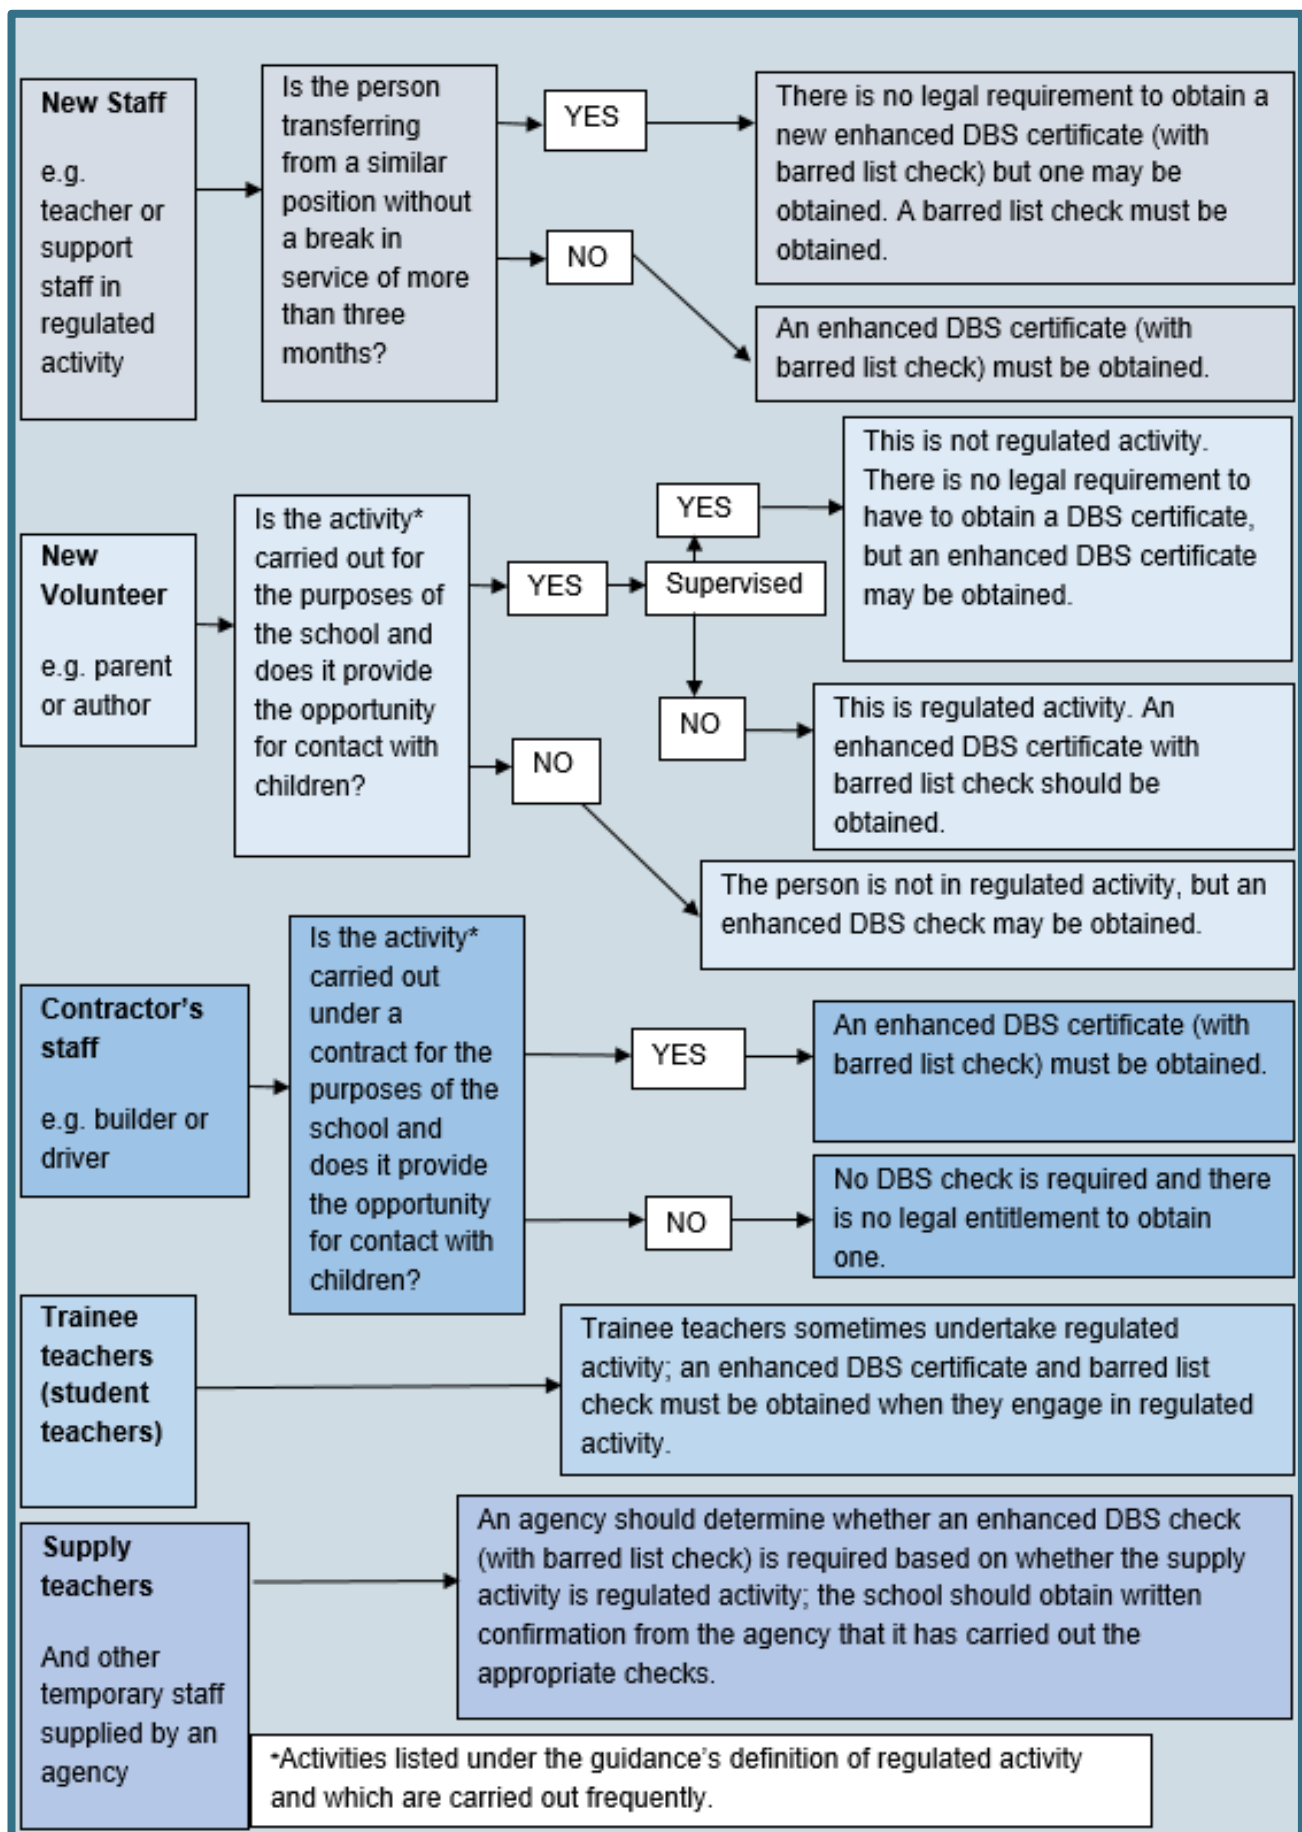 New Staff
e.g.
teacher or
support
staff in
regulated
activity
Is the person
transferring
from a similar
position without
a break in
service of more
than three
months?
YES
There is no legal requirement to obtain a
new enhanced DBS certificate (with
barred list check) but one may be
obtained. A barred list check must be
obtained.
NO
An enhanced DBS certificate (with
barred list check) must be obtained.
New
Volunteer
e.g. parent
or author
Is the activity*
carried out for
the purposes of
the school and
does it provide
the opportunity
for contact with
children?
YES
Supervised
YES
This is not regulated activity.
There is no legal requirement to
have to obtain a DBS certificate,
but an enhanced DBS certificate
may be obtained.
NO
This is regulated activity. An
enhanced DBS certificate with
barred list check should be
obtained.
NO
The person is not in regulated activity, but an
enhanced DBS check may be obtained.
Contractor's
staff
e.g. builder or
driver
Is the activity*
carried out
under a
contract for the
purposes of the
school and
does it provide
the opportunity
for contact with
children?
YES
An enhanced DBS certificate (with
barred list check) must be obtained.
NO
No DBS check is required and there
is no legal entitlement to obtain
one.
Trainee
teachers
(student
teachers)
Trainee teachers sometimes undertake regulated
activity; an enhanced DBS certificate and barred list
check must be obtained when they engage in regulated
activity.
Supply
teachers
And other
temporary staff
supplied by an
agency
An agency should determine whether an enhanced DBS check
(with barred list check) is required based on whether the supply
activity is regulated activity; the school should obtain written
confirmation from the agency that it has carried out the
appropriate checks.
*Activities listed under the guidance's definition of regulated activity
and which are carried out frequently.